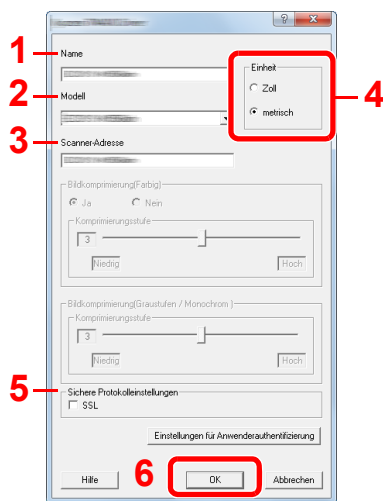 1
Name
Einheit
Zoll
metrisch
4
2
Modell
3
Scanner-Adresse
Bildkomprimierung(Farbig)
Ja Nein
Komprimierungsstufe
3
Niedrig Hoch
Bildkomprimierung(Graustufen / Monochrom )
Komprimierungsstufe
3
Niedrig Hoch
5
Sichere Protokolleinstellungen
SSL
Einstellungen für Anwenderauthentifizierung
6
Hilfe OK Abbrechen